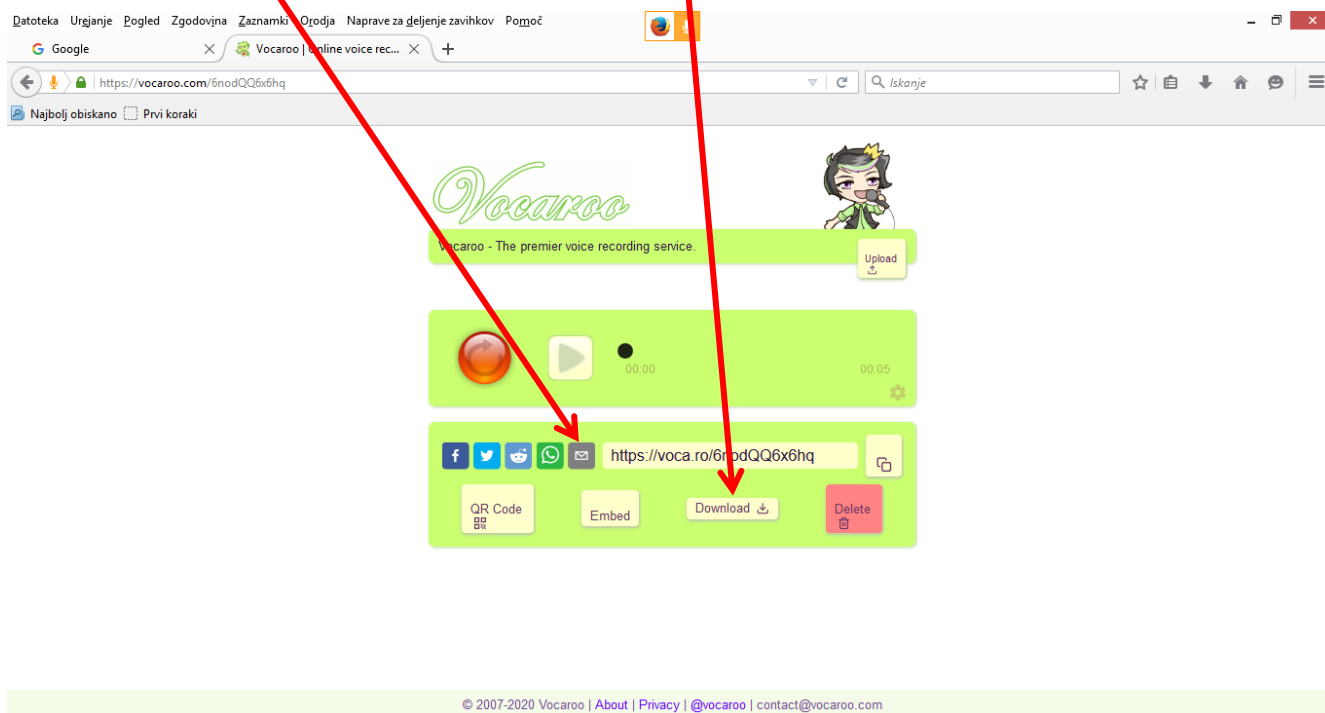 Datoteka Urejanje Pogled Zgodovina Zaznamki Orodja Naprave za deljenje zavihkov Pomoč
Google Vocaroo | Online voice rec...
https://vocaroo.com/6nodQQ6x6hq Iskanje
Najbolj obiskano Prvi koraki
Vocaroo
Vocaroo - The premier voice recording service.
Upload
00:00 00:05
https://voca.ro/6nodQQ6x6hq
QR Code Embed Download Delete
© 2007-2020 Vocaroo | About | Privacy | @vocaroo | contact@vocaroo.com